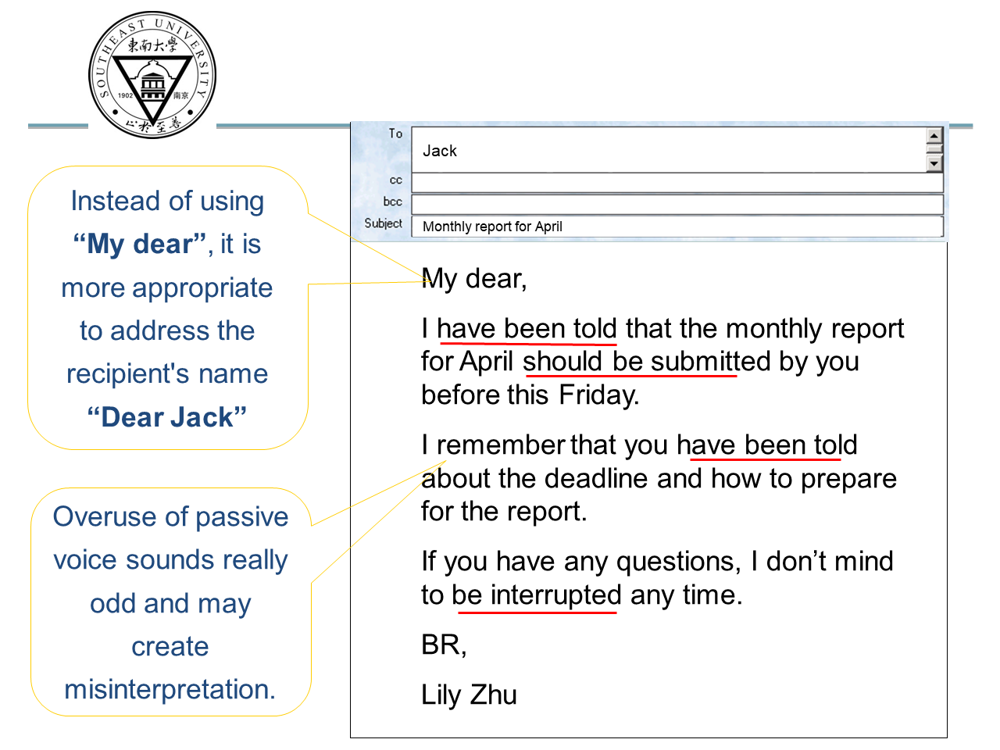 SOUTHEAST UNIVERSITY
東南大學
1902 南京
止於至善
To
Jack
cc
bcc
Subject
Monthly report for April
Instead of using
“My dear”, it is
more appropriate
to address the
recipient's name
“Dear Jack”
Overuse of passive
voice sounds really
odd and may
create
misinterpretation.
My dear,
I have been told that the monthly report
for April should be submitted by you
before this Friday.
I remember that you have been told
about the deadline and how to prepare
for the report.
If you have any questions, I don’t mind
to be interrupted any time.
BR,
Lily Zhu